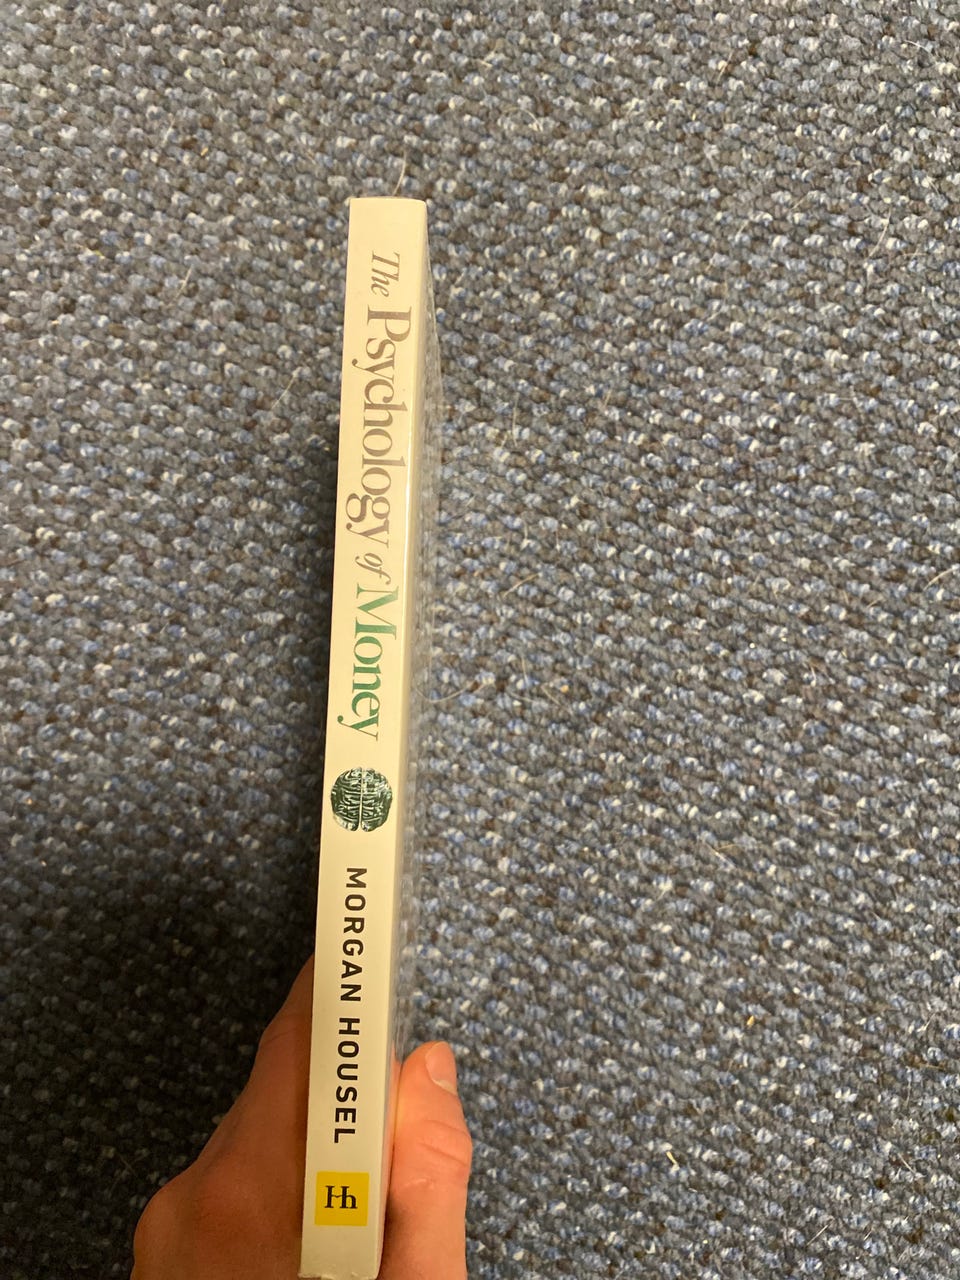 The Psychology of Money
MORGAN HOUSEL
Hh